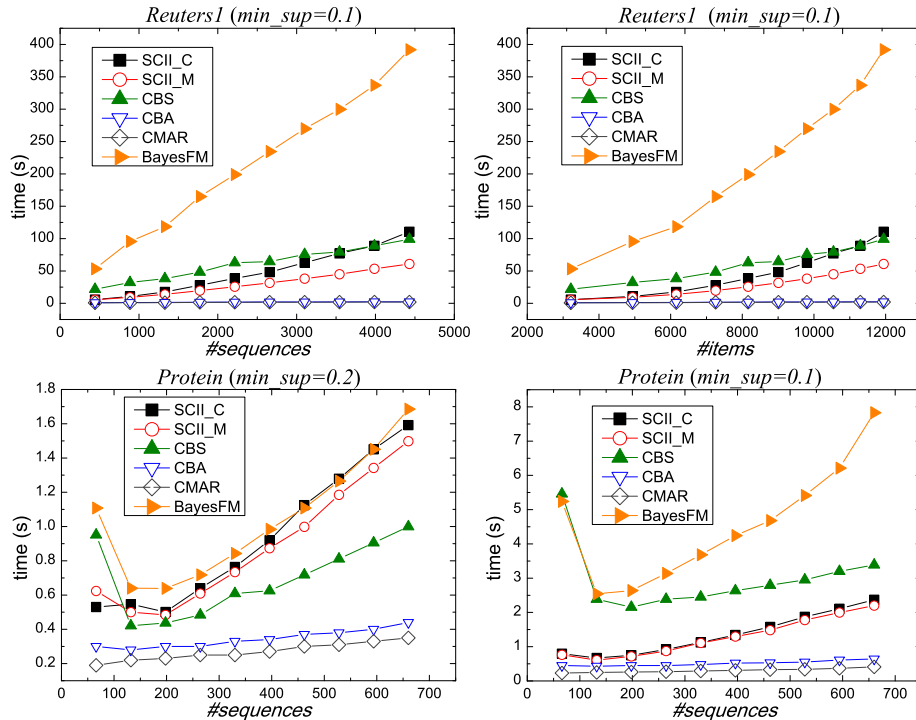 Reuters1 (min_sup=0.1)
400
350
300
250
200
150
100
50
0
time (s)
SCII_C
SCII_M
CBS
CBA
CMAR
BayesFM
0 1000 2000 3000 4000 5000
#sequences
Reuters1 (min_sup=0.1)
400
350
300
250
200
150
100
50
0
time (s)
SCII_C
SCII_M
CBS
CBA
CMAR
BayesFM
2000 4000 6000 8000 10000 12000
#items
Protein (min_sup=0.2)
1.8
1.6
1.4
1.2
1.0
0.8
0.6
0.4
0.2
time (s)
SCII_C
SCII_M
CBS
CBA
CMAR
BayesFM
0 100 200 300 400 500 600 700
#sequences
Protein (min_sup=0.1)
8
7
6
5
4
3
2
1
0
time (s)
SCII_C
SCII_M
CBS
CBA
CMAR
BayesFM
0 100 200 300 400 500 600 700
#sequences